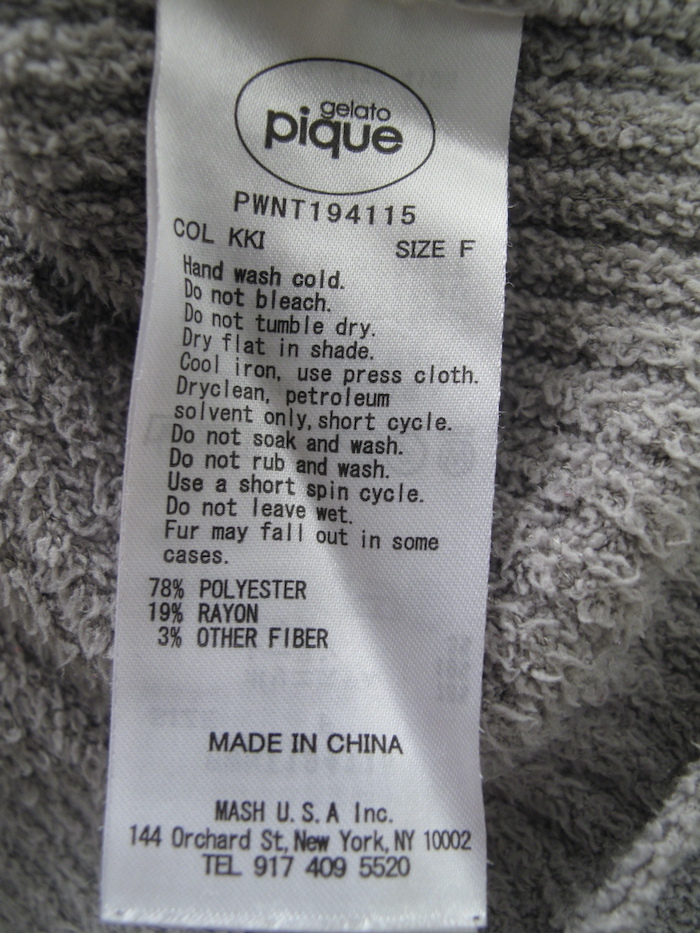 gelato
pique
PWNT194115
COL KKI SIZE F
Hand wash cold.
Do not bleach.
Do not tumble dry.
Dry flat in shade.
Cool iron, use press cloth.
Dryclean, petroleum
solvent only,short cycle.
Do not soak and wash.
Do not rub and wash.
Use a short spin cycle.
Do not leave wet.
Fur may fall out in some
cases.
78% POLYESTER
19% RAYON
3% OTHER FIBER
MADE IN CHINA
MASH U.S.A Inc.
144 Orchard St,New York,NY 10002
TEL 917 409 5520